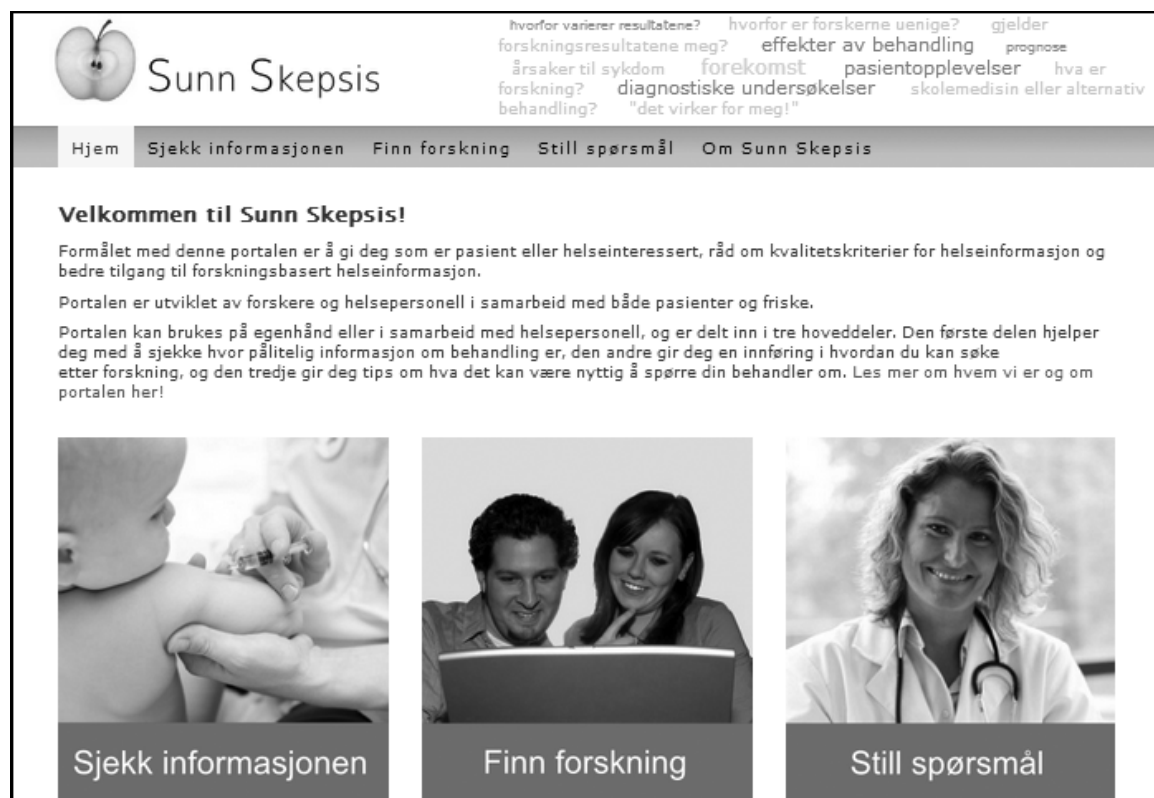 Sunn Skepsis
hvorfor varierer resultatene? hvorfor er forskerne uenige? gjelder
forskningsresultatene meg? effekter av behandling prognose
årsaker til sykdom forekomst pasientopplevelser hva er
forskning? diagnostiske undersøkelser skolemedisin eller alternativ
behandling? "det virker for meg!"
Hjem Sjekk informasjonen Finn forskning Still spørsmål Om Sunn Skepsis
Velkommen til Sunn Skepsis!
Formålet med denne portalen er å gi deg som er pasient eller helseinteressert, råd om kvalitetskriterier for helseinformasjon og
bedre tilgang til forskningsbasert helseinformasjon.
Portalen er utviklet av forskere og helsepersonell i samarbeid med både pasienter og friske.
Portalen kan brukes på egenhånd eller i samarbeid med helsepersonell, og er delt inn i tre hoveddeler. Den første delen hjelper
deg med å sjekke hvor pålitelig informasjon om behandling er, den andre gir deg en innføring i hvordan du kan søke
etter forskning, og den tredje gir deg tips om hva det kan være nyttig å spørre din behandler om. Les mer om hvem vi er og om
portalen her!
Sjekk informasjonen
Finn forskning
Still spørsmål